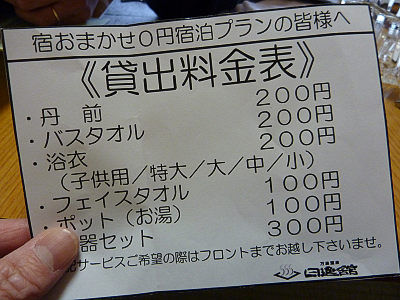 宿おまかせ0円宿泊プランの皆様へ
《貸出料金表》
・丹 前 200円
・バスタオル 200円
・浴衣 200円
(子供用/特大/大/中/小)
・フェイスタオル 100円
・ポット(お湯) 100円
器セット 300円
サービスご希望の際はフロントまでお越し下さいませ。